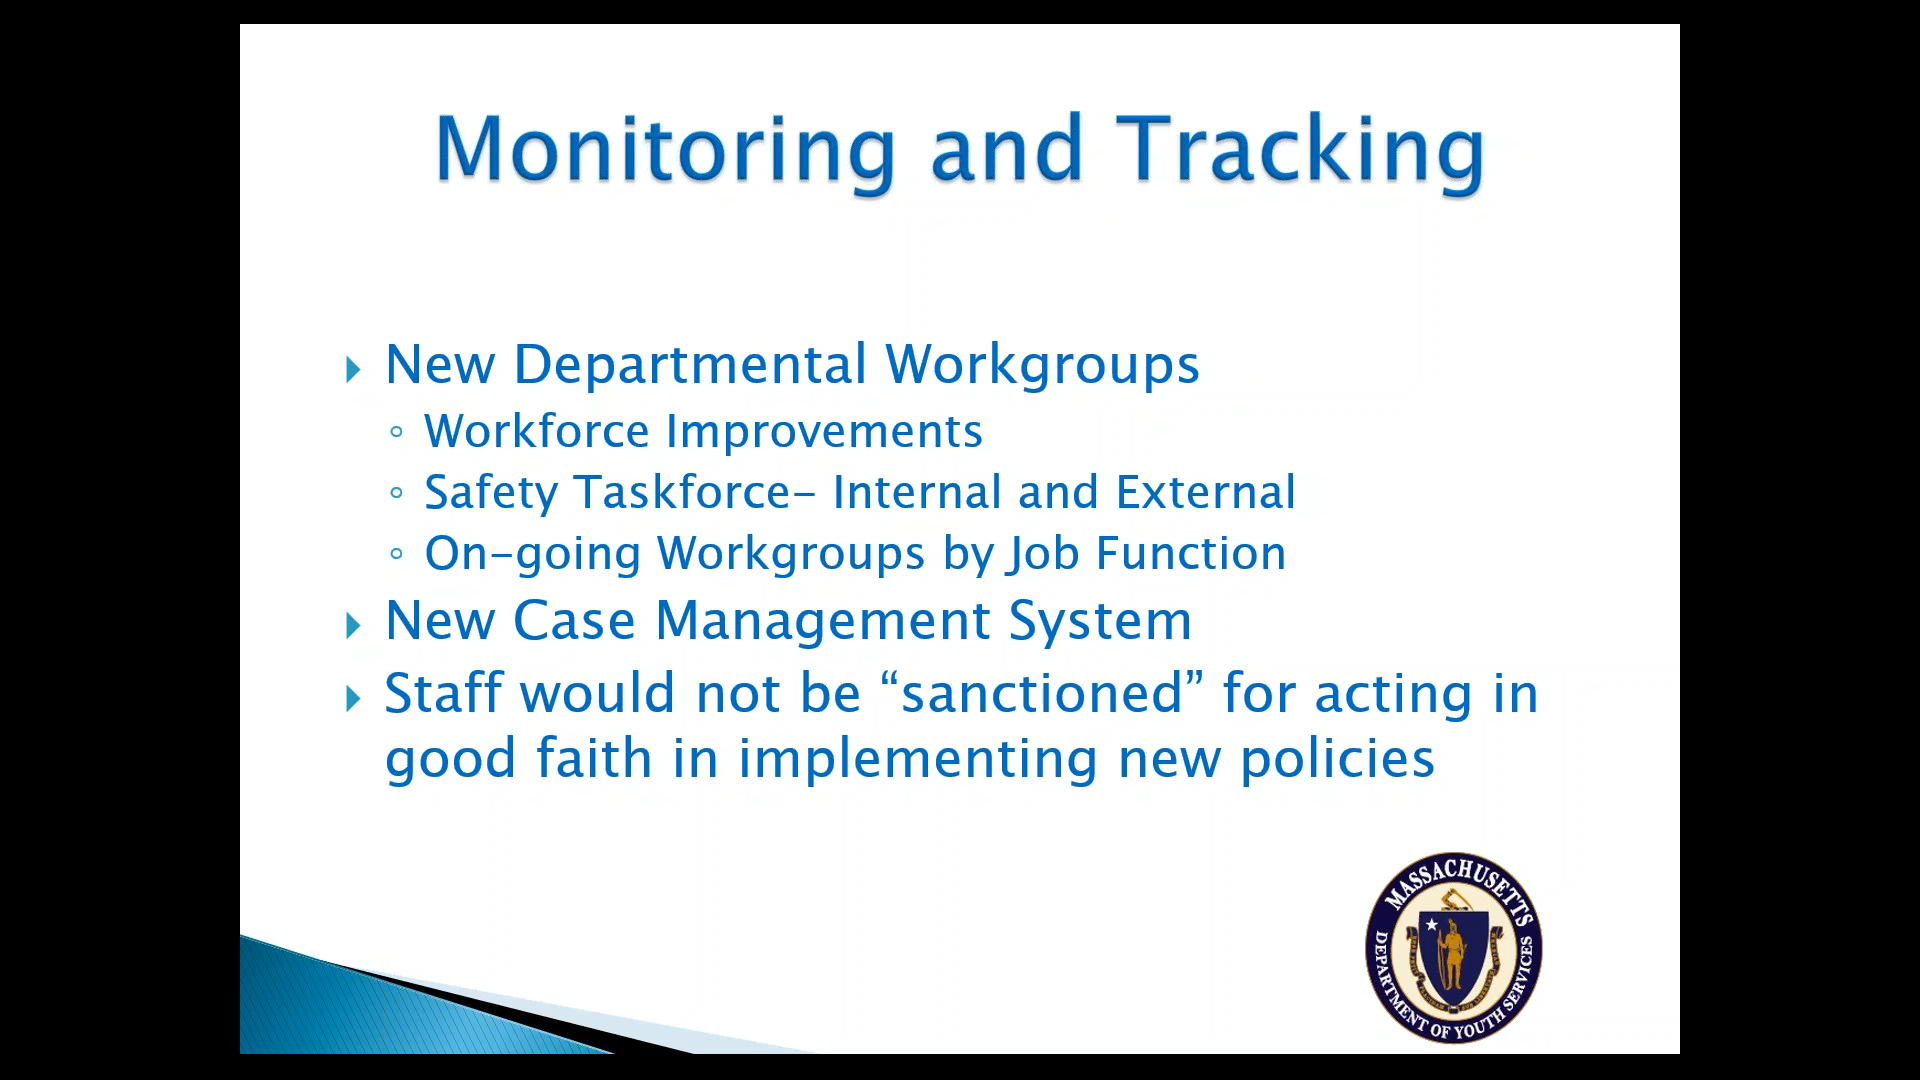 Monitoring and Tracking
New Departmental Workgroups
Workforce Improvements
Safety Taskforce- Internal and External
On-going Workgroups by Job Function
New Case Management System
Staff would not be “sanctioned” for acting in
good faith in implementing new policies
MASSACHUSETTS
DEPARTMENT OF YOUTH SERVICES